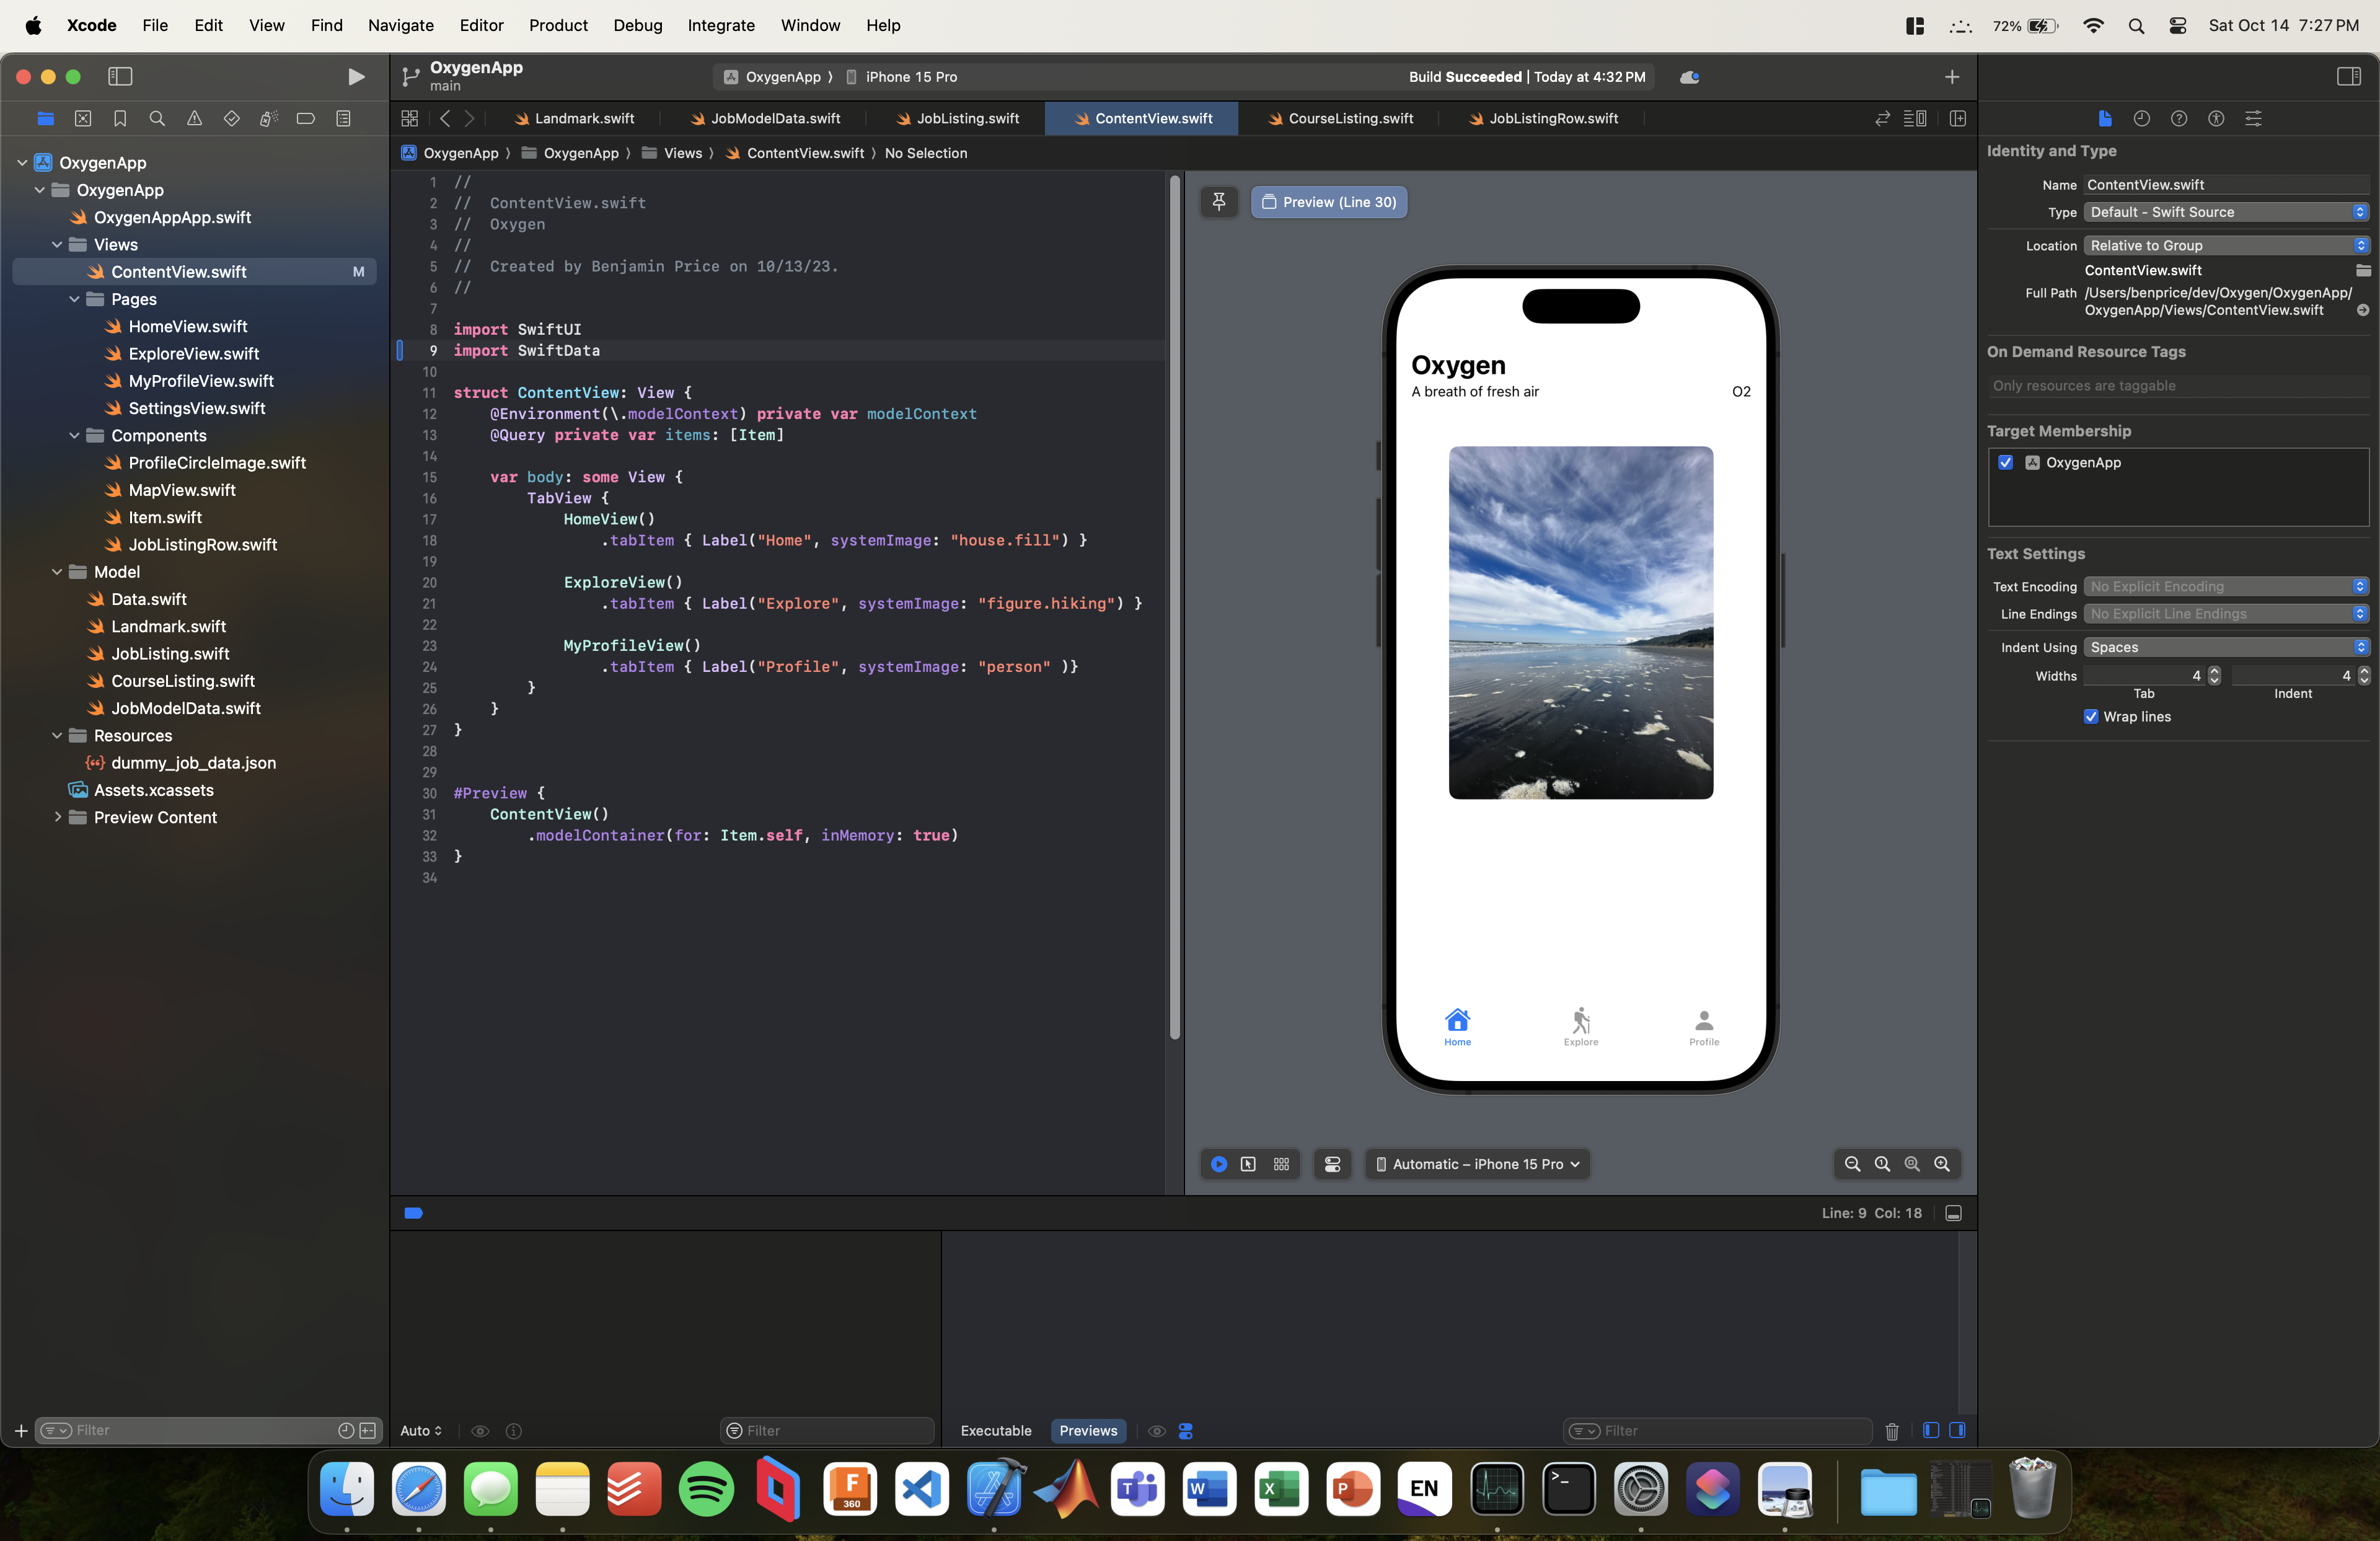 Xcode File Edit View Find Navigate Editor Product Debug Integrate Window Help
72% Sat Oct 14 7:27 PM
OxygenApp
main
OxygenApp ⟩ iPhone 15 Pro
Build Succeeded | Today at 4:32 PM
Landmark.swift JobModelData.swift JobListing.swift ContentView.swift CourseListing.swift JobListingRow.swift
OxygenApp ⟩ OxygenApp ⟩ Views ⟩ ContentView.swift ⟩ No Selection
OxygenApp
OxygenApp
OxygenAppApp.swift
Views
ContentView.swift M
Pages
HomeView.swift
ExploreView.swift
MyProfileView.swift
SettingsView.swift
Components
ProfileCircleImage.swift
MapView.swift
Item.swift
JobListingRow.swift
Model
Data.swift
Landmark.swift
JobListing.swift
CourseListing.swift
JobModelData.swift
Resources
dummy_job_data.json
Assets.xcassets
Preview Content
Filter
1 //
2 //  ContentView.swift
3 //  Oxygen
4 //
5 //  Created by Benjamin Price on 10/13/23.
6 //
7
8 import SwiftUI
9 import SwiftData
10
11 struct ContentView: View {
12     @Environment(\.modelContext) private var modelContext
13     @Query private var items: [Item]
14
15     var body: some View {
16         TabView {
17             HomeView()
18                 .tabItem { Label("Home", systemImage: "house.fill") }
19
20             ExploreView()
21                 .tabItem { Label("Explore", systemImage: "figure.hiking") }
22
23             MyProfileView()
24                 .tabItem { Label("Profile", systemImage: "person" )}
25         }
26     }
27 }
28
29
30 #Preview {
31     ContentView()
32         .modelContainer(for: Item.self, inMemory: true)
33 }
34
Preview (Line 30)
Oxygen
A breath of fresh air O2
Home Explore Profile
Automatic – iPhone 15 Pro
Line: 9 Col: 18
Auto
Filter
Executable Previews
Filter
Identity and Type
Name ContentView.swift
Type Default - Swift Source
Location Relative to Group
ContentView.swift
Full Path /Users/benprice/dev/Oxygen/OxygenApp/
OxygenApp/Views/ContentView.swift
On Demand Resource Tags
Only resources are taggable
Target Membership
OxygenApp
Text Settings
Text Encoding No Explicit Encoding
Line Endings No Explicit Line Endings
Indent Using Spaces
Widths 4 4
Tab Indent
Wrap lines
F
360
T W X P EN >_